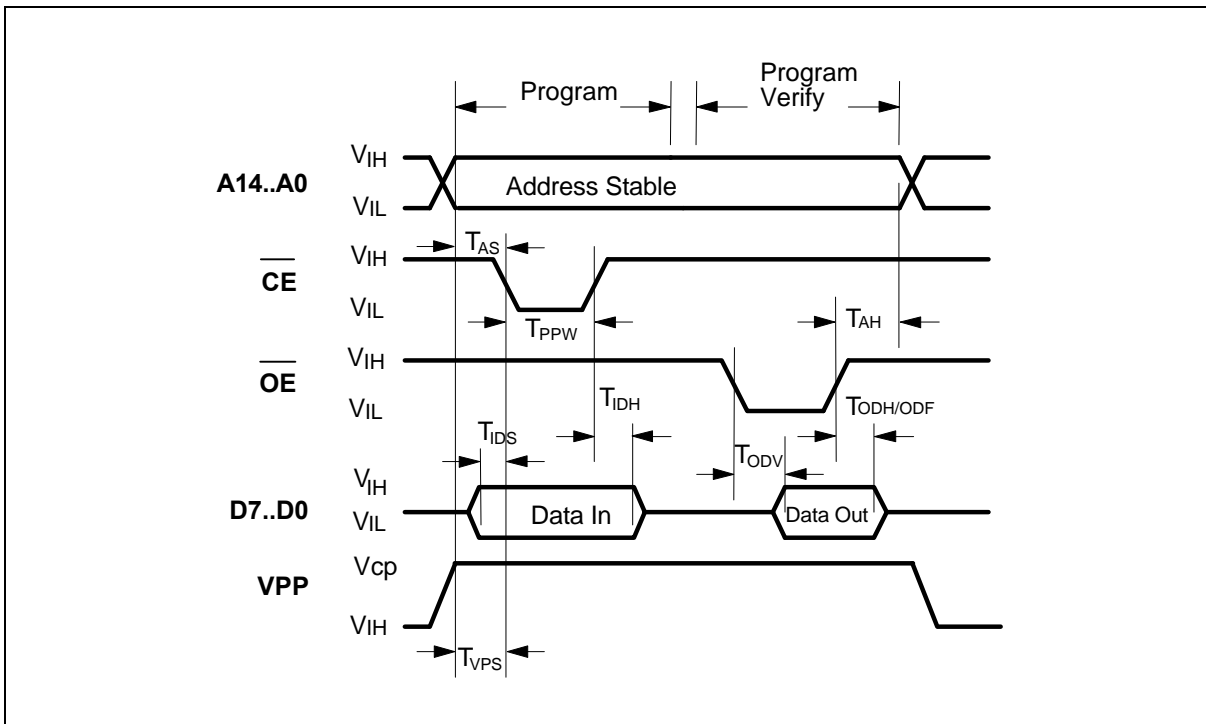 Program
Program
Verify
VIH
A14..A0
Address Stable
VIL
TAS
VIH
CE
VIL
TPPW
TAH
VIH
OE
VIL
TIDH
TODH/ODF
TIDS
TODV
VIH
D7..D0
VIL
Data In
Data Out
Vcp
VPP
VIH
TVPS